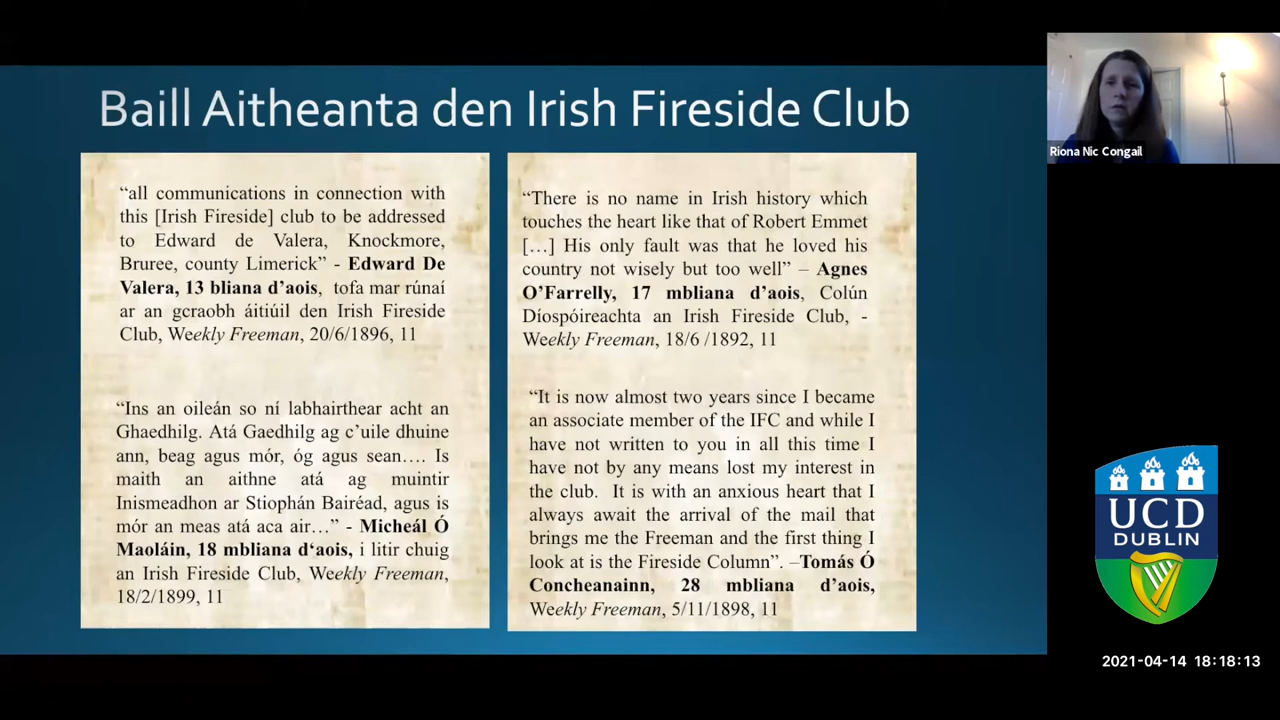 Baill Aitheanta den Irish Fireside Club
“all communications in connection with
this [Irish Fireside] club to be addressed
to Edward de Valera, Knockmore,
Bruree, county Limerick” - Edward De
Valera, 13 bliana d’aois, tofa mar rúnaí
ar an gcraobh áitiúil den Irish Fireside
Club, Weekly Freeman, 20/6/1896, 11
“Ins an oileán so ní labhairthear acht an
Ghaedhilg. Atá Gaedhilg ag c’uile dhuine
ann, beag agus mór, óg agus sean…. Is
maith an aithne atá ag muintir
Inismeadhon ar Stiophán Bairéad, agus is
mór an meas atá aca air…” - Micheál Ó
Maoláin, 18 mbliana d‘aois, i litir chuig
an Irish Fireside Club, Weekly Freeman,
18/2/1899, 11
“There is no name in Irish history which
touches the heart like that of Robert Emmet
[…] His only fault was that he loved his
country not wisely but too well” – Agnes
O’Farrelly, 17 mbliana d’aois, Colún
Díospóireachta an Irish Fireside Club, -
Weekly Freeman, 18/6 /1892, 11
“It is now almost two years since I became
an associate member of the IFC and while I
have not written to you in all this time I
have not by any means lost my interest in
the club. It is with an anxious heart that I
always await the arrival of the mail that
brings me the Freeman and the first thing I
look at is the Fireside Column”. –Tomás Ó
Concheanainn, 28 mbliana d’aois,
Weekly Freeman, 5/11/1898, 11
Riona Nic Congail
UCD
DUBLIN
2021-04-14 18:18:13